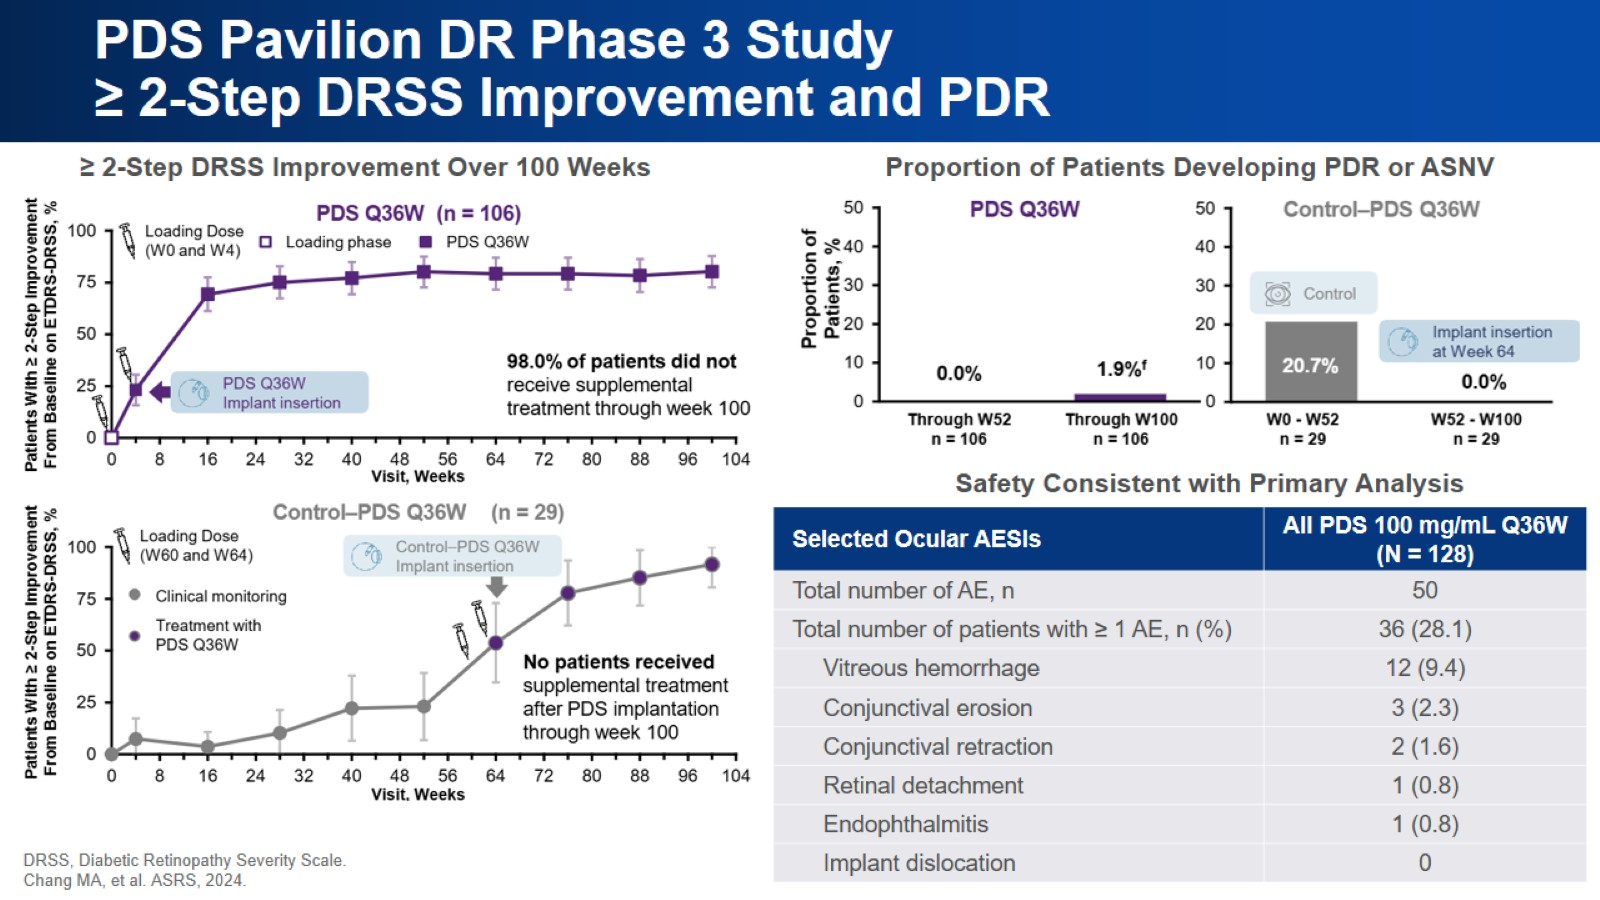 PDS Pavilion DR Phase 3 Study
≥ 2-Step DRSS Improvement and PDR
≥ 2-Step DRSS Improvement Over 100 Weeks
Patients With ≥ 2-Step Improvement
From Baseline on ETDRS-DRSS, %
PDS Q36W (n = 106)
Loading Dose
(W0 and W4)
Loading phase
PDS Q36W
100
75
50
25
0
PDS Q36W
Implant insertion
98.0% of patients did not
receive supplemental
treatment through week 100
0 8 16 24 32 40 48 56 64 72 80 88 96 104
Visit, Weeks
Patients With ≥ 2-Step Improvement
From Baseline on ETDRS-DRSS, %
Control–PDS Q36W (n = 29)
Loading Dose
(W60 and W64)
Control–PDS Q36W
Implant insertion
Clinical monitoring
Treatment with
PDS Q36W
100
75
50
25
0
No patients received
supplemental treatment
after PDS implantation
through week 100
0 8 16 24 32 40 48 56 64 72 80 88 96 104
Visit, Weeks
DRSS, Diabetic Retinopathy Severity Scale.
Chang MA, et al. ASRS, 2024.
Proportion of Patients Developing PDR or ASNV
Proportion of
Patients, %
PDS Q36W
50
40
30
20
10
0
0.0%
1.9%f
Through W52
n = 106
Through W100
n = 106
Control–PDS Q36W
50
40
30
20
10
0
Control
20.7%
Implant insertion
at Week 64
0.0%
W0 - W52
n = 29
W52 - W100
n = 29
Safety Consistent with Primary Analysis
Selected Ocular AESIs
All PDS 100 mg/mL Q36W
(N = 128)
Total number of AE, n 50
Total number of patients with ≥ 1 AE, n (%) 36 (28.1)
Vitreous hemorrhage 12 (9.4)
Conjunctival erosion 3 (2.3)
Conjunctival retraction 2 (1.6)
Retinal detachment 1 (0.8)
Endophthalmitis 1 (0.8)
Implant dislocation 0